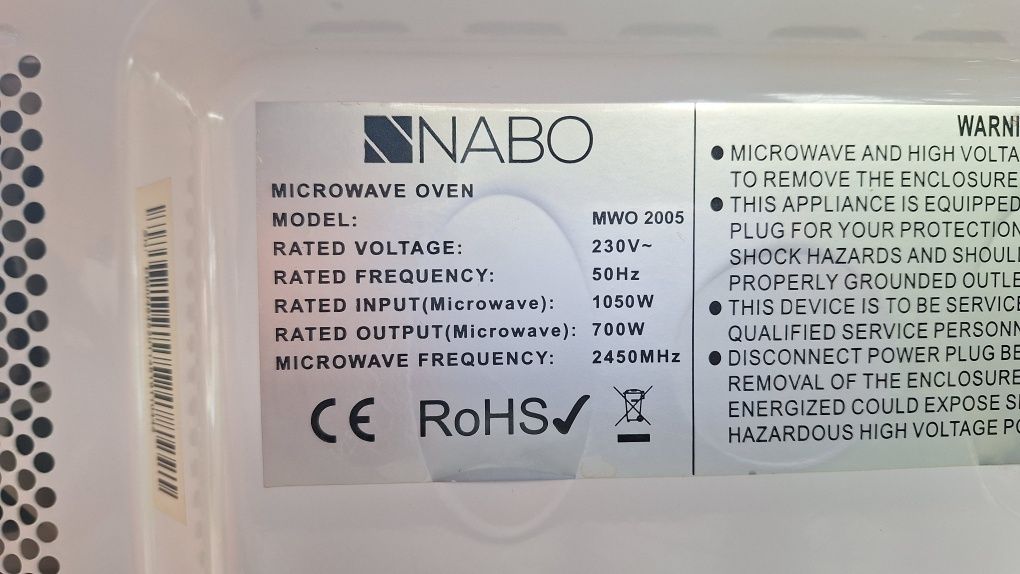 NABO
MICROWAVE OVEN
MODEL: MWO 2005
RATED VOLTAGE: 230V~
RATED FREQUENCY: 50Hz
RATED INPUT(Microwave): 1050W
RATED OUTPUT(Microwave): 700W
MICROWAVE FREQUENCY: 2450MHz
CE RoHS✓
WARNI
● MICROWAVE AND HIGH VOLTA
TO REMOVE THE ENCLOSURE
● THIS APPLIANCE IS EQUIPPED
PLUG FOR YOUR PROTECTION
SHOCK HAZARDS AND SHOUL
PROPERLY GROUNDED OUTLE
● THIS DEVICE IS TO BE SERVICE
QUALIFIED SERVICE PERSONN
● DISCONNECT POWER PLUG BE
REMOVAL OF THE ENCLOSURE
ENERGIZED COULD EXPOSE S
HAZARDOUS HIGH VOLTAGE PO